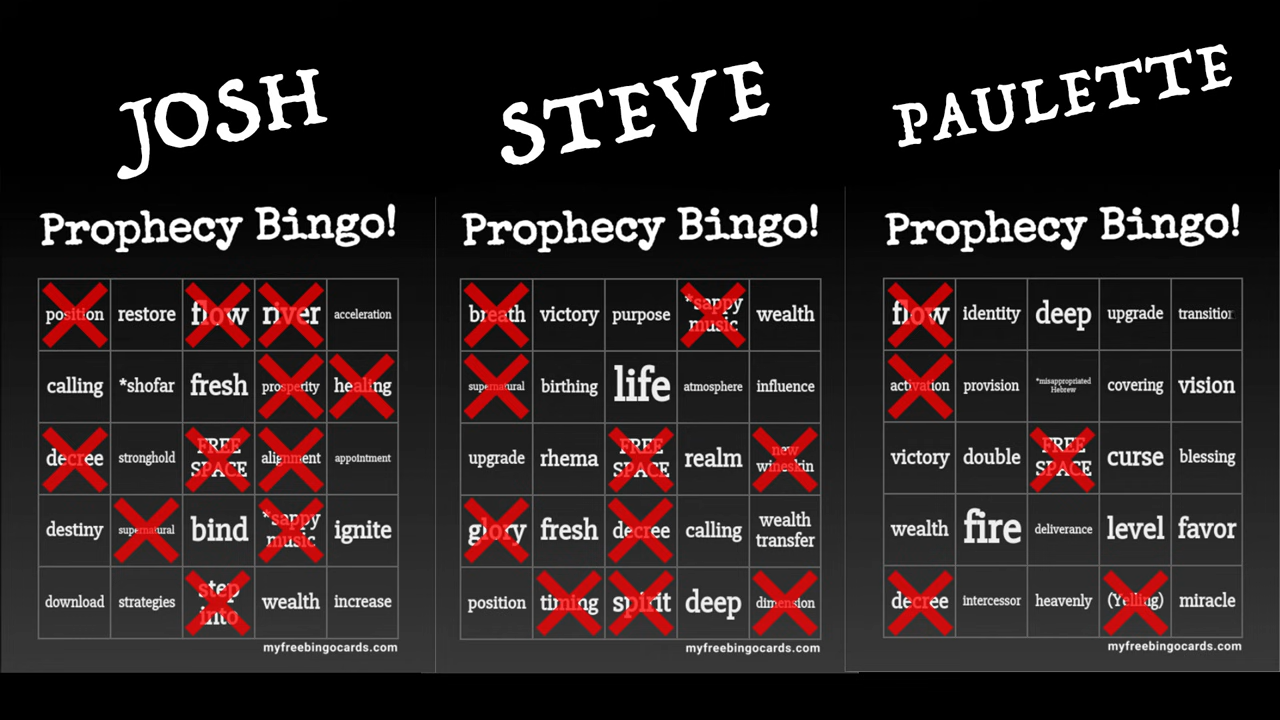 JOSH
STEVE
PAULETTE
Prophecy Bingo!
position restore flow river acceleration
calling *shofar fresh prosperity healing
decree stronghold FREE SPACE alignment appointment
destiny supernatural bind *sappy music ignite
download strategies step into wealth increase
myfreebingocards.com
Prophecy Bingo!
breath victory purpose *sappy music wealth
supernatural birthing life atmosphere influence
upgrade rhema FREE SPACE realm new wineskin
glory fresh decree calling wealth transfer
position timing spirit deep dimension
myfreebingocards.com
Prophecy Bingo!
flow identity deep upgrade transition
activation provision *misappropriated Hebrew covering vision
victory double FREE SPACE curse blessing
wealth fire deliverance level favor
decree intercessor heavenly (Yelling) miracle
myfreebingocards.com